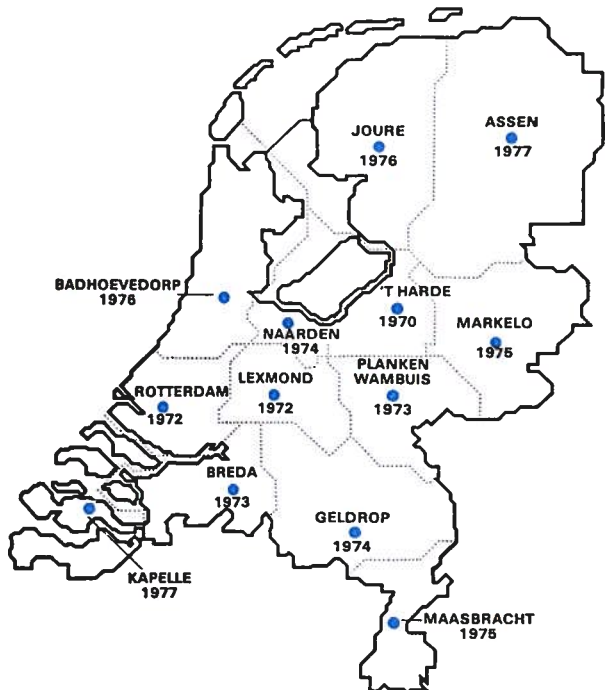 JOURE
1976
ASSEN
1977
BADHOEVEDORP
1976
'T HARDE
1970
NAARDEN
1974
MARKELO
1975
PLANKEN
WAMBUIS
1973
LEXMOND
1972
ROTTERDAM
1972
BREDA
1973
GELDROP
1974
KAPELLE
1977
MAASBRACHT
1975